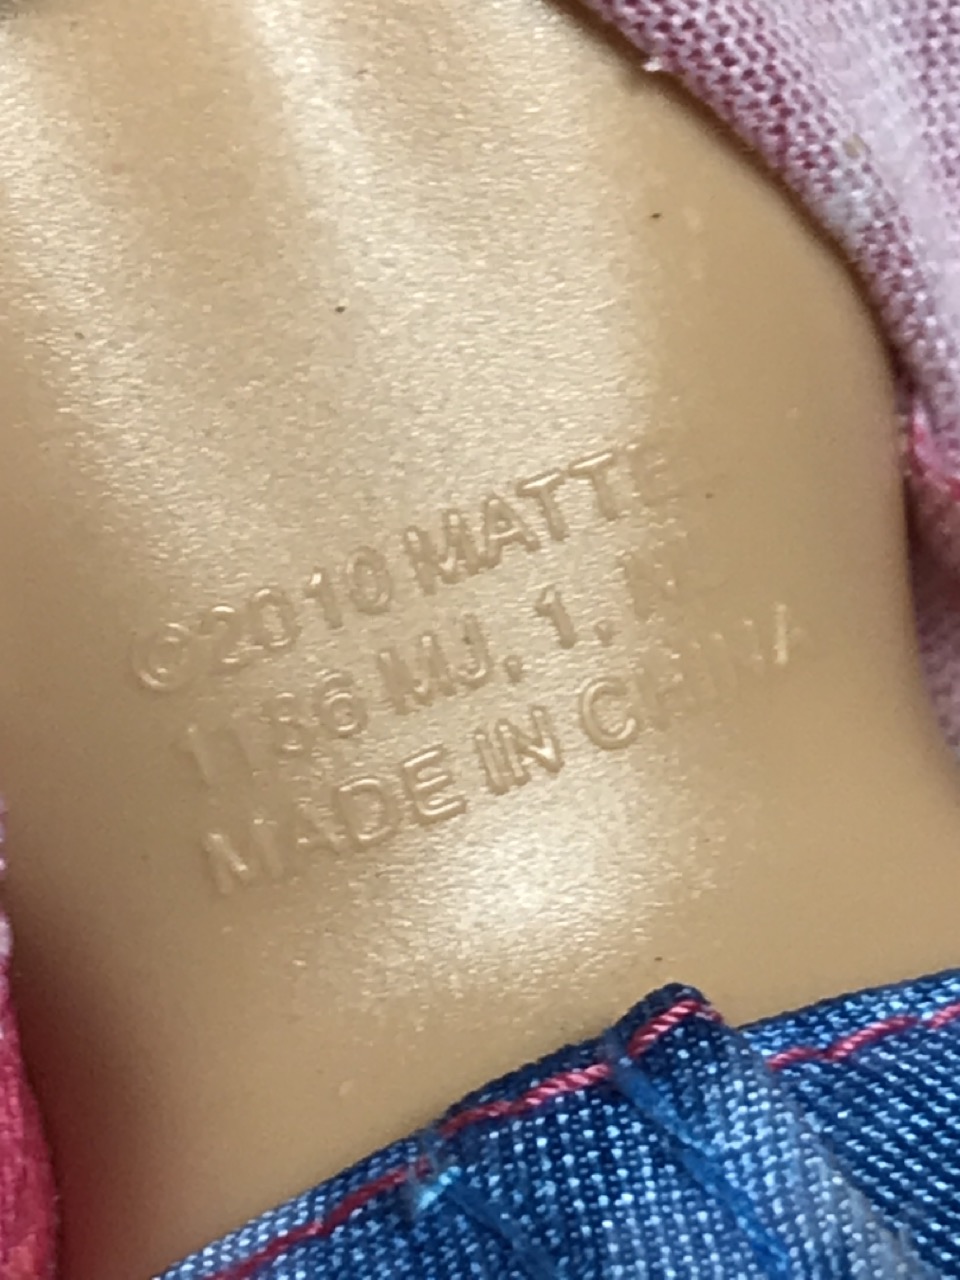 ©2010 MATTE
1186 MJ, 1, N
MADE IN CHINA